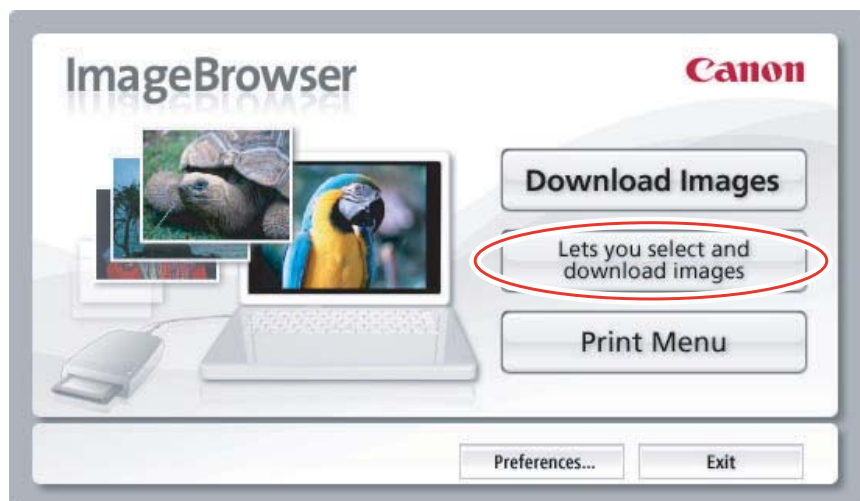 ImageBrowser
Canon
Download Images
Lets you select and
download images
Print Menu
Preferences...
Exit